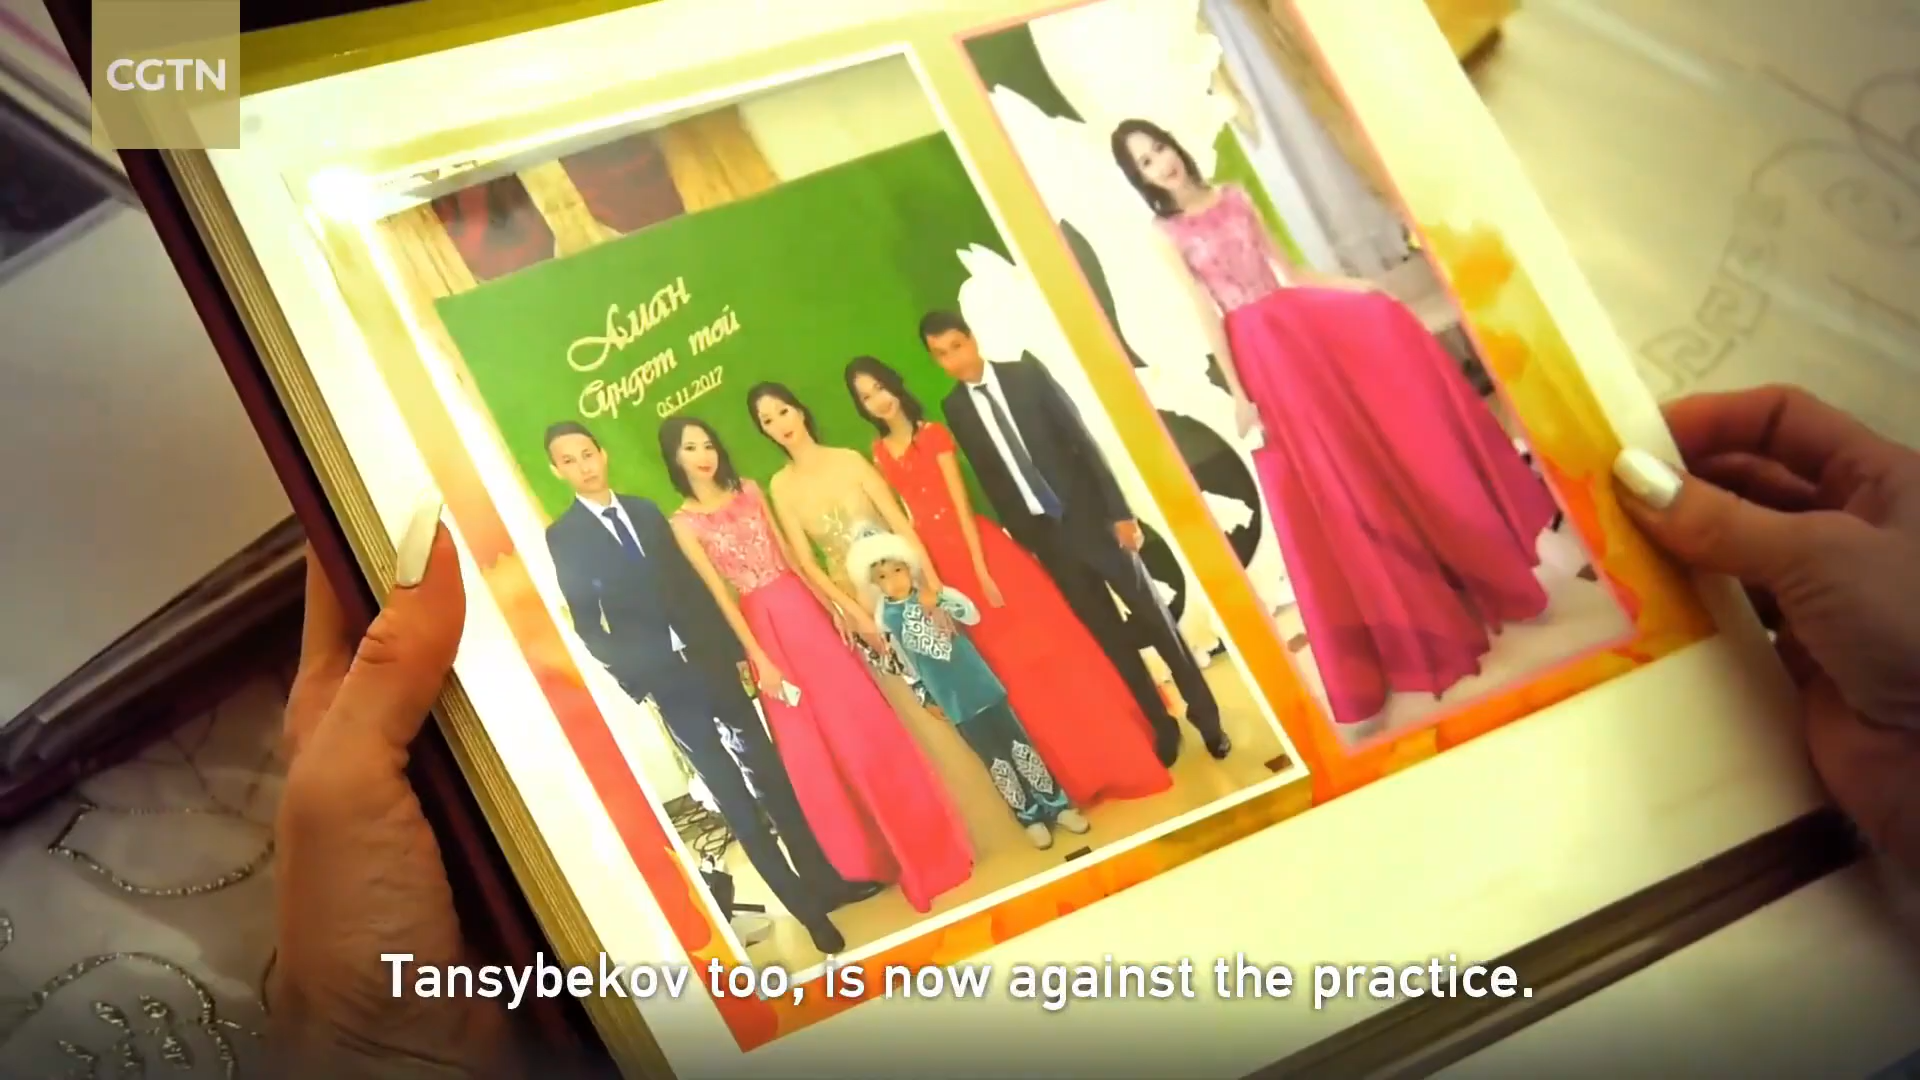 CGTN
Аман
Сүндет той
05.11.2017
Tansybekov too, is now against the practice.